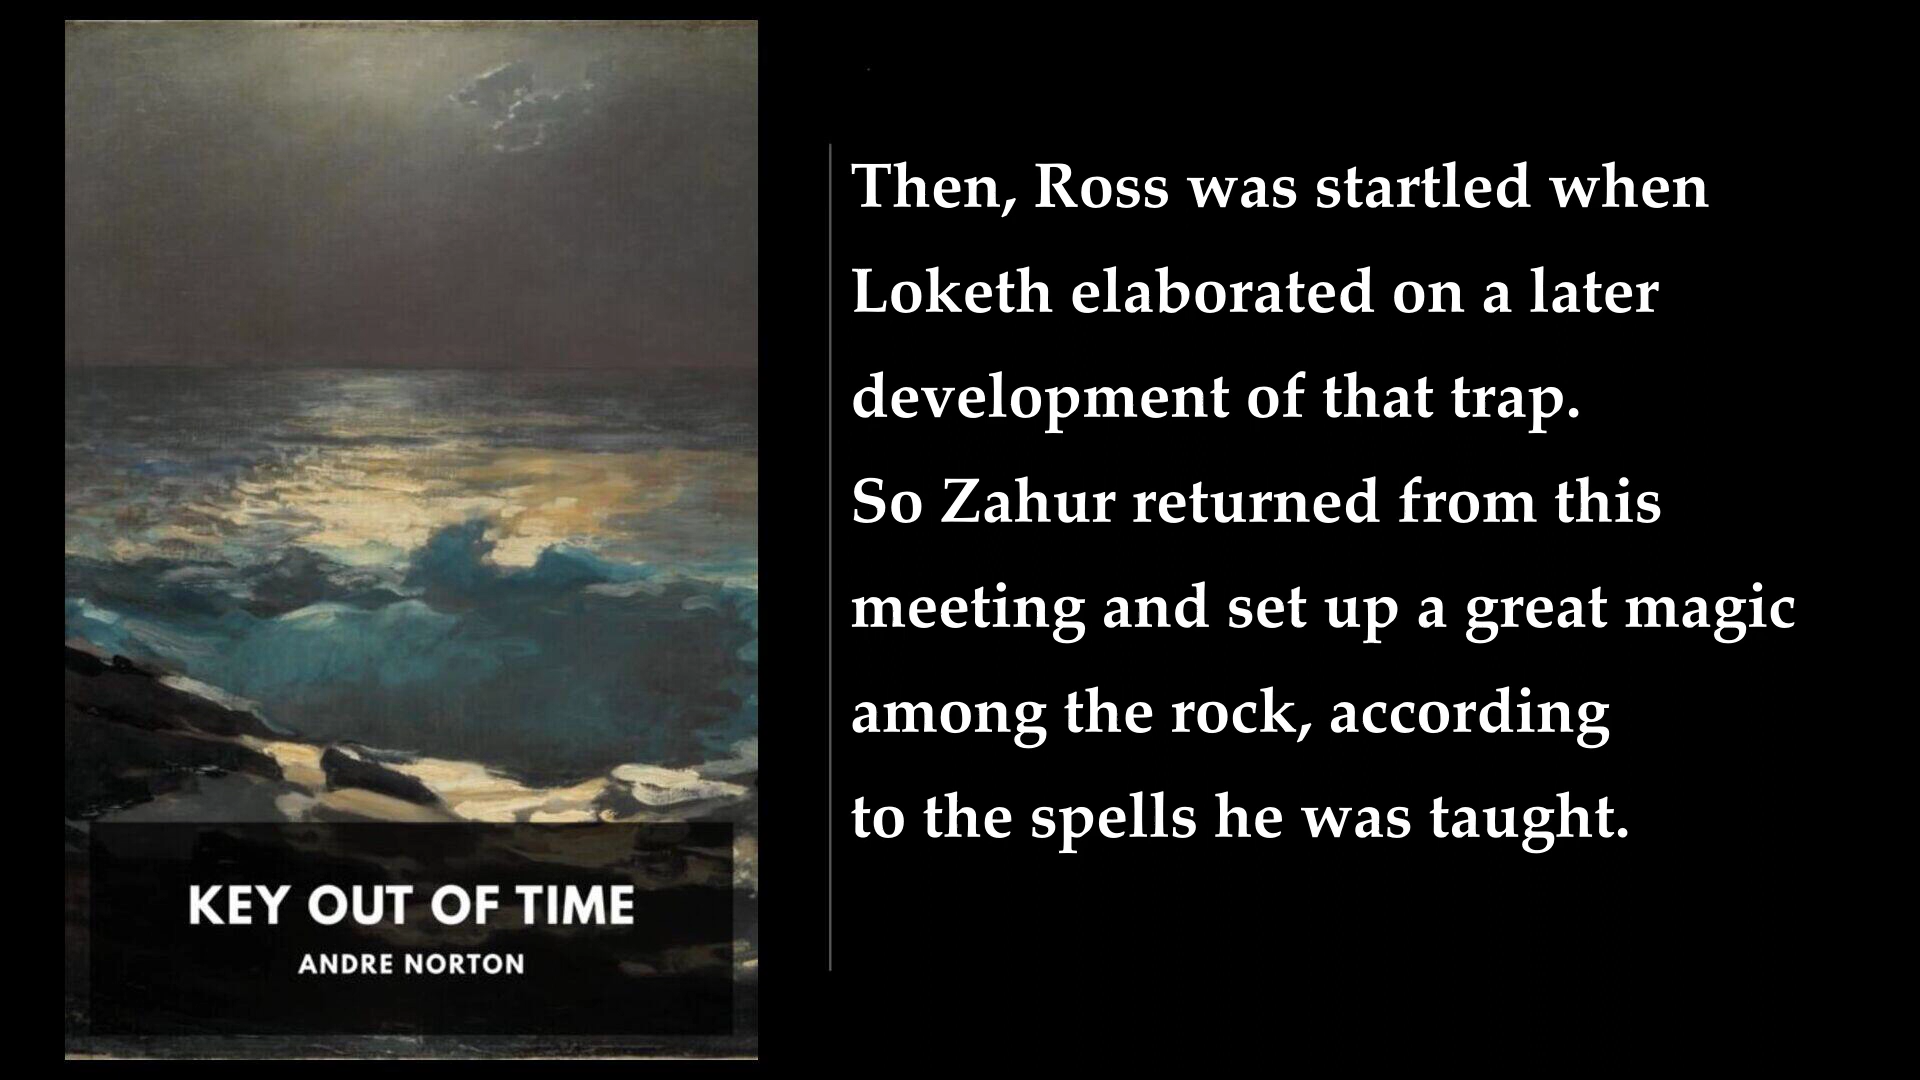 KEY OUT OF TIME
ANDRE NORTON
Then, Ross was startled when
Loketh elaborated on a later
development of that trap.
So Zahur returned from this
meeting and set up a great magic
among the rock, according
to the spells he was taught.